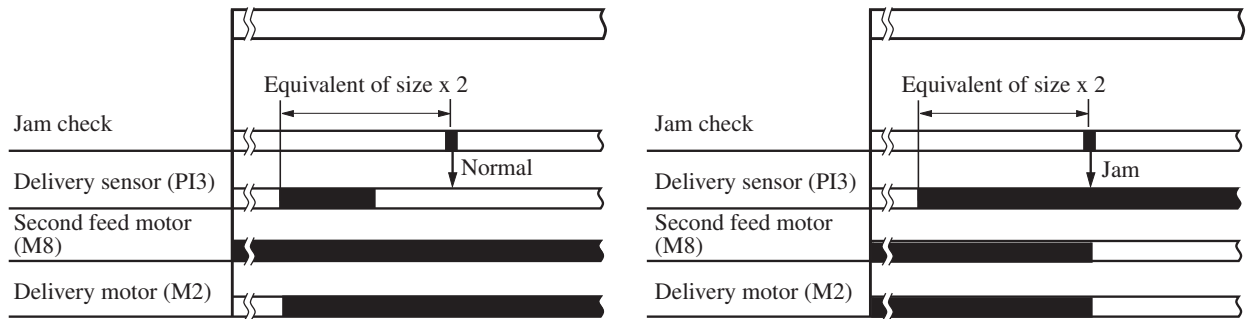 Equivalent of size x 2
Jam check
Normal
Delivery sensor (PI3)
Second feed motor
(M8)
Delivery motor (M2)
Equivalent of size x 2
Jam check
Jam
Delivery sensor (PI3)
Second feed motor
(M8)
Delivery motor (M2)